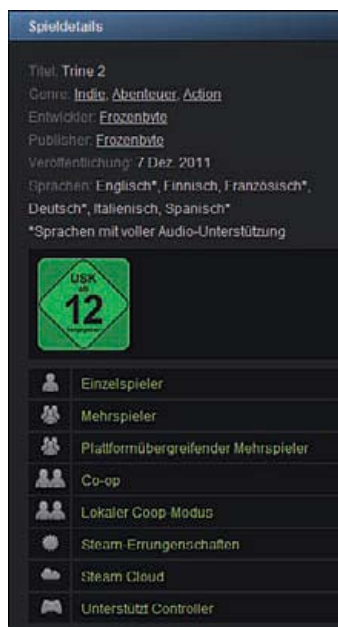 Spieldetails
Titel: Trine 2
Genre: Indie, Abenteuer, Action
Entwickler: Frozenbyte
Publisher: Frozenbyte
Veröffentlichung: 7 Dez. 2011
Sprachen: Englisch*, Finnisch, Französisch*,
Deutsch*, Italienisch, Spanisch*
*Sprachen mit voller Audio-Unterstützung
USK
ab
12
freigegeben
Einzelspieler
Mehrspieler
Plattformübergreifender Mehrspieler
Co-op
Lokaler Coop-Modus
Steam-Errungenschaften
Steam Cloud
Unterstützt Controller